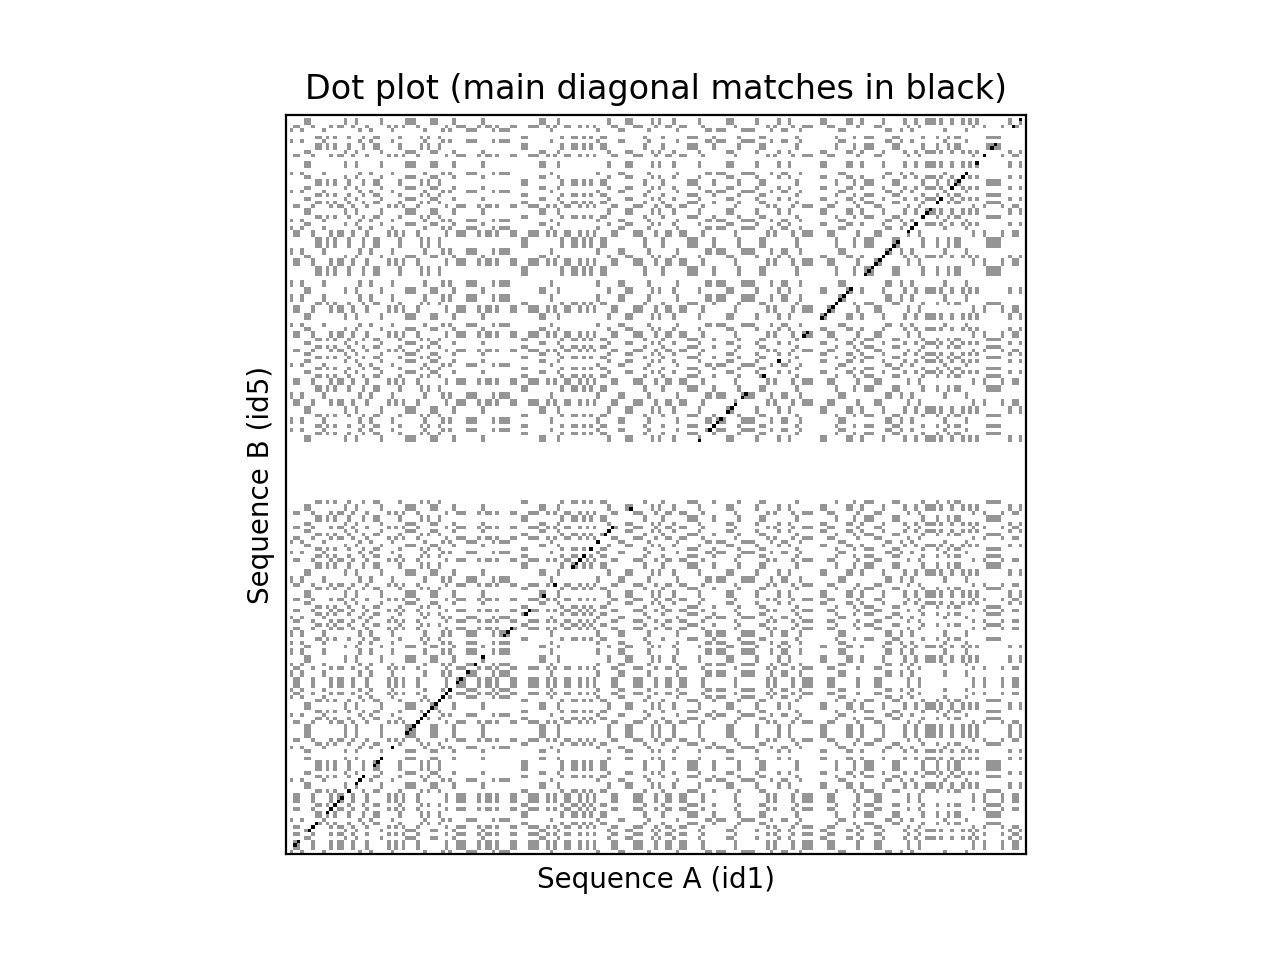 Dot plot (main diagonal matches in black)
Sequence B (id5)
Sequence A (id1)